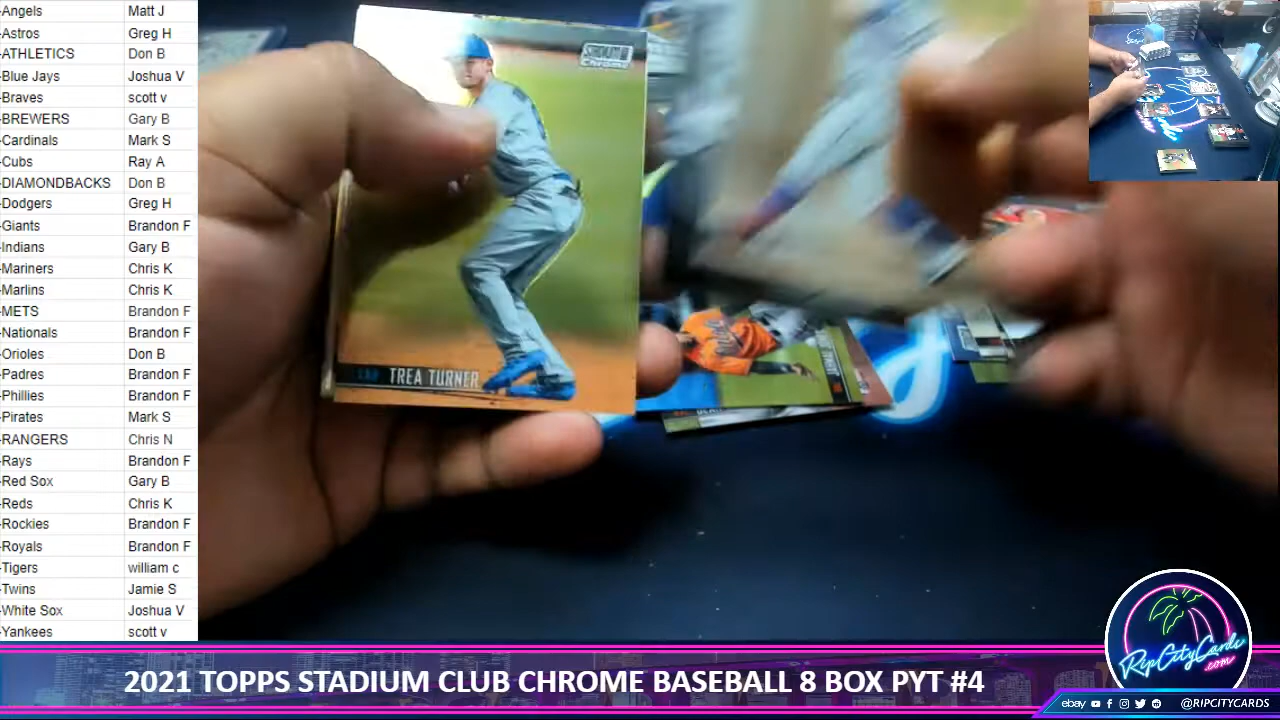 -Angels Matt J
-Astros Greg H
-ATHLETICS Don B
-Blue Jays Joshua V
-Braves scott v
-BREWERS Gary B
-Cardinals Mark S
-Cubs Ray A
-DIAMONDBACKS Don B
-Dodgers Greg H
-Giants Brandon F
-Indians Gary B
-Mariners Chris K
-Marlins Chris K
-METS Brandon F
-Nationals Brandon F
-Orioles Don B
-Padres Brandon F
-Phillies Brandon F
-Pirates Mark S
-RANGERS Chris N
-Rays Brandon F
-Red Sox Gary B
-Reds Chris K
-Rockies Brandon F
-Royals Brandon F
-Tigers william c
-Twins Jamie S
-White Sox Joshua V
-Yankees scott v
STADIUM
Chrome
TREA TURNER
RipCityCards
.com
2021 TOPPS STADIUM CLUB CHROME BASEBALL 8 BOX PYT #4
ebay @RIPCITYCARDS